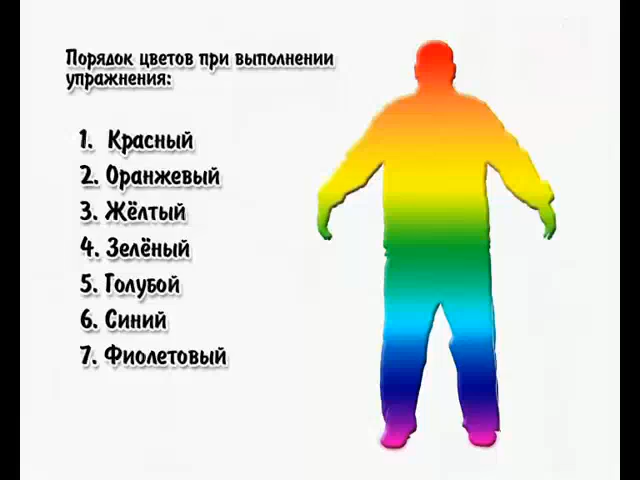 Порядок цветов при выполнении
упражнения:
1. Красный
2. Оранжевый
3. Жёлтый
4. Зелёный
5. Голубой
6. Синий
7. Фиолетовый